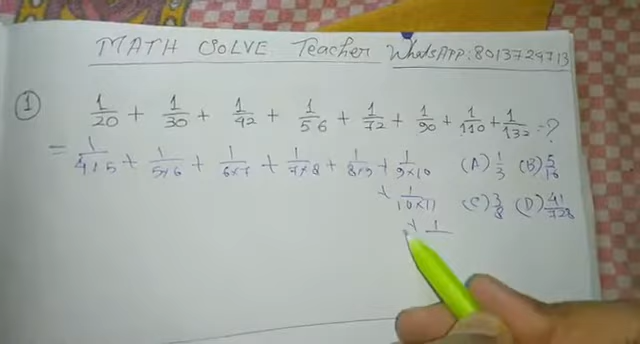 MATH SOLVE Teacher WhatsAPP:8013729713
① 1/20 + 1/30 + 1/42 + 1/56 + 1/72 + 1/90 + 1/110 + 1/132 = ?
= 1/4×5 + 1/5×6 + 1/6×7 + 1/7×8 + 1/8×9 + 1/9×10 (A) 1/3 (B) 5/16
+ 1/10×11 (C) 3/8 (D) 41/728
+ 1/